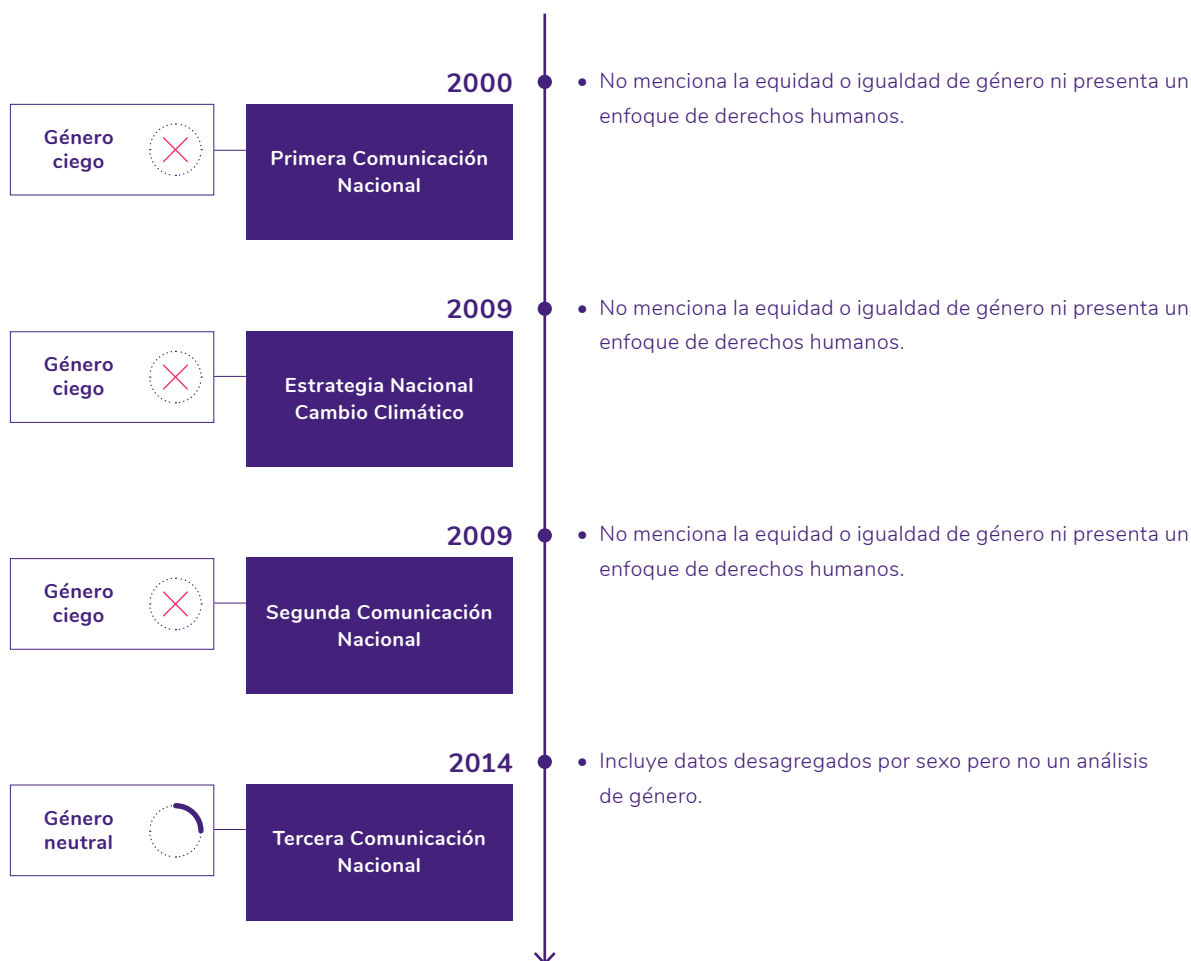 2000
Género
ciego
Primera Comunicación
Nacional
• No menciona la equidad o igualdad de género ni presenta un
enfoque de derechos humanos.
2009
Género
ciego
Estrategia Nacional
Cambio Climático
• No menciona la equidad o igualdad de género ni presenta un
enfoque de derechos humanos.
2009
Género
ciego
Segunda Comunicación
Nacional
• No menciona la equidad o igualdad de género ni presenta un
enfoque de derechos humanos.
2014
Género
neutral
Tercera Comunicación
Nacional
• Incluye datos desagregados por sexo pero no un análisis
de género.